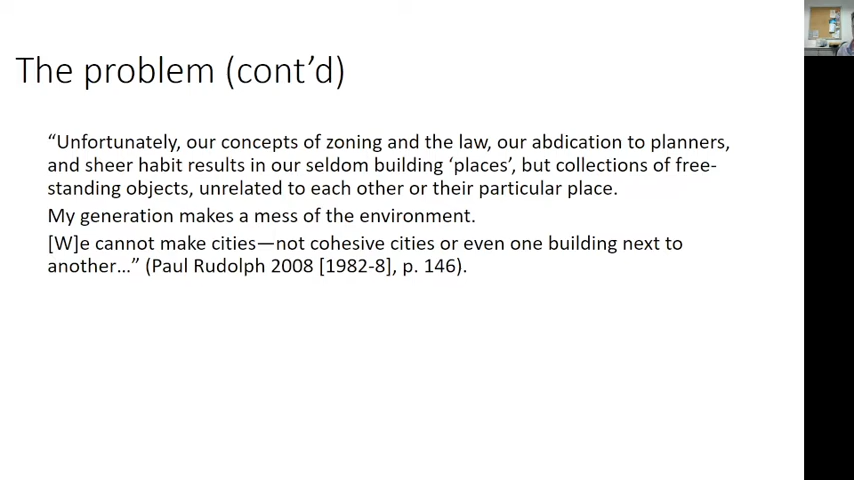 The problem (cont’d)
“Unfortunately, our concepts of zoning and the law, our abdication to planners,
and sheer habit results in our seldom building ‘places’, but collections of free-
standing objects, unrelated to each other or their particular place.
My generation makes a mess of the environment.
[W]e cannot make cities—not cohesive cities or even one building next to
another…” (Paul Rudolph 2008 [1982-8], p. 146).